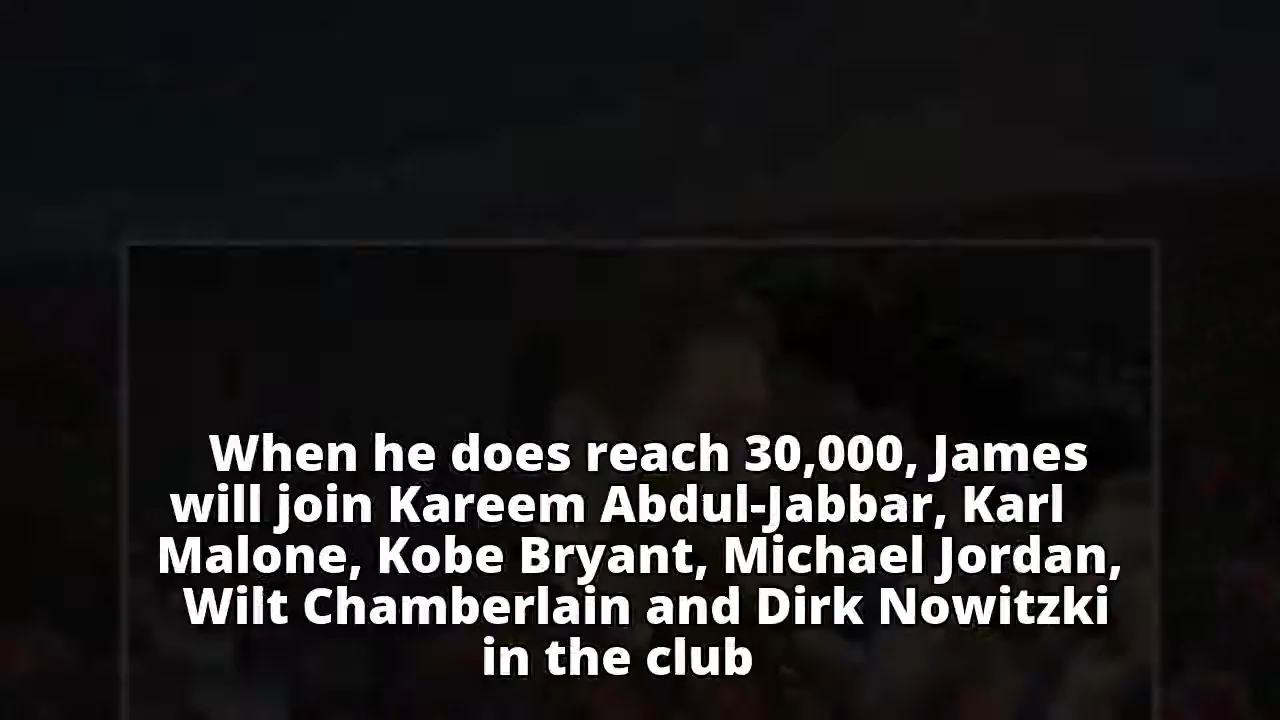 When he does reach 30,000, James
will join Kareem Abdul-Jabbar, Karl
Malone, Kobe Bryant, Michael Jordan,
Wilt Chamberlain and Dirk Nowitzki
in the club